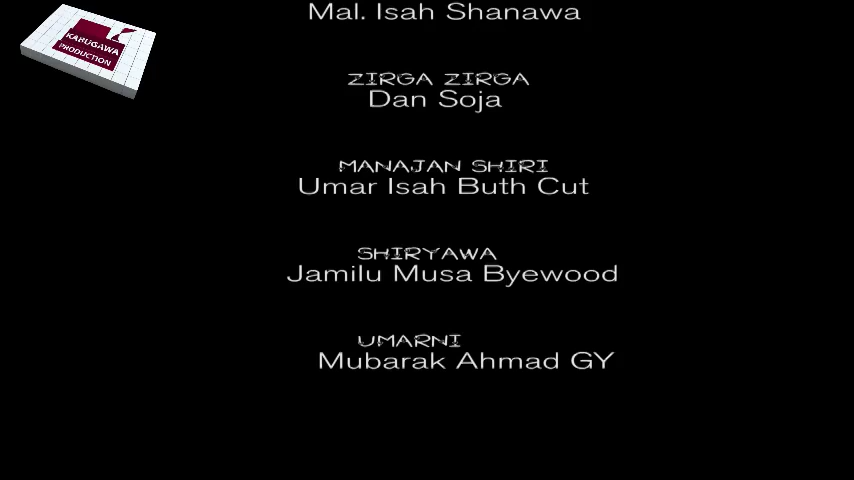 KABUGAWA
PRODUCTION
Mal. Isah Shanawa
ZIRGA ZIRGA
Dan Soja
MANAJAN SHIRI
Umar Isah Buth Cut
SHIRYAWA
Jamilu Musa Byewood
UMARNI
Mubarak Ahmad GY